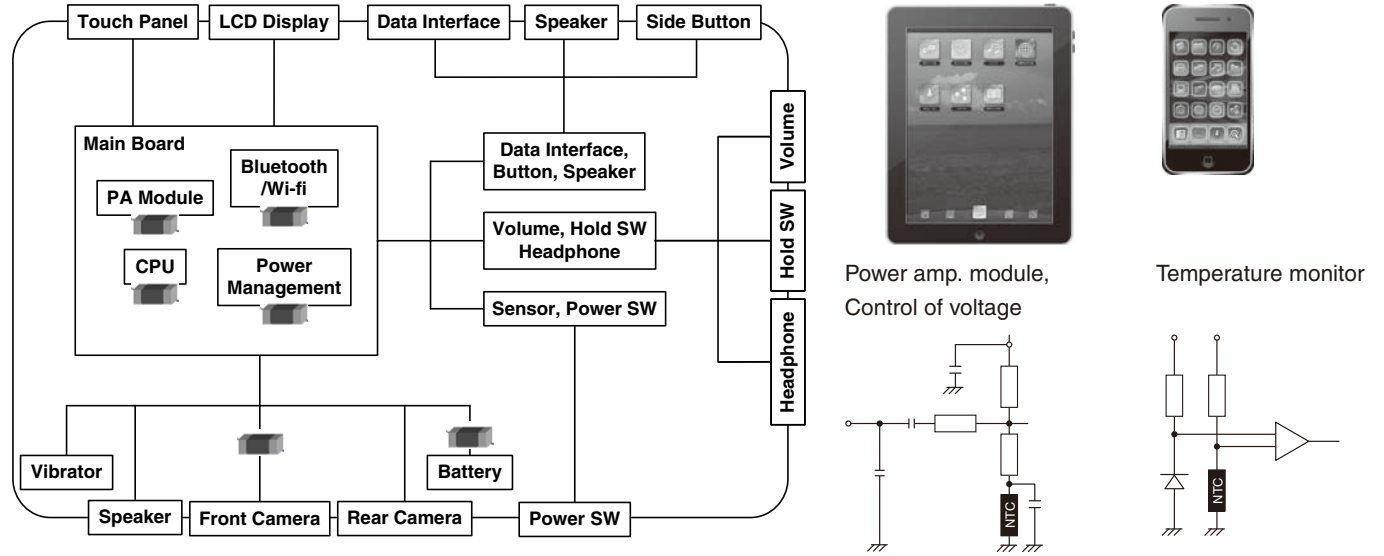 Touch Panel
LCD Display
Data Interface
Speaker
Side Button
Main Board
PA Module
Bluetooth
/Wi-fi
CPU
Power
Management
Data Interface,
Button, Speaker
Volume, Hold SW
Headphone
Sensor, Power SW
Volume
Hold SW
Headphone
Vibrator
Battery
Speaker
Front Camera
Rear Camera
Power SW
Power amp. module,
Control of voltage
Temperature monitor
NTC
NTC